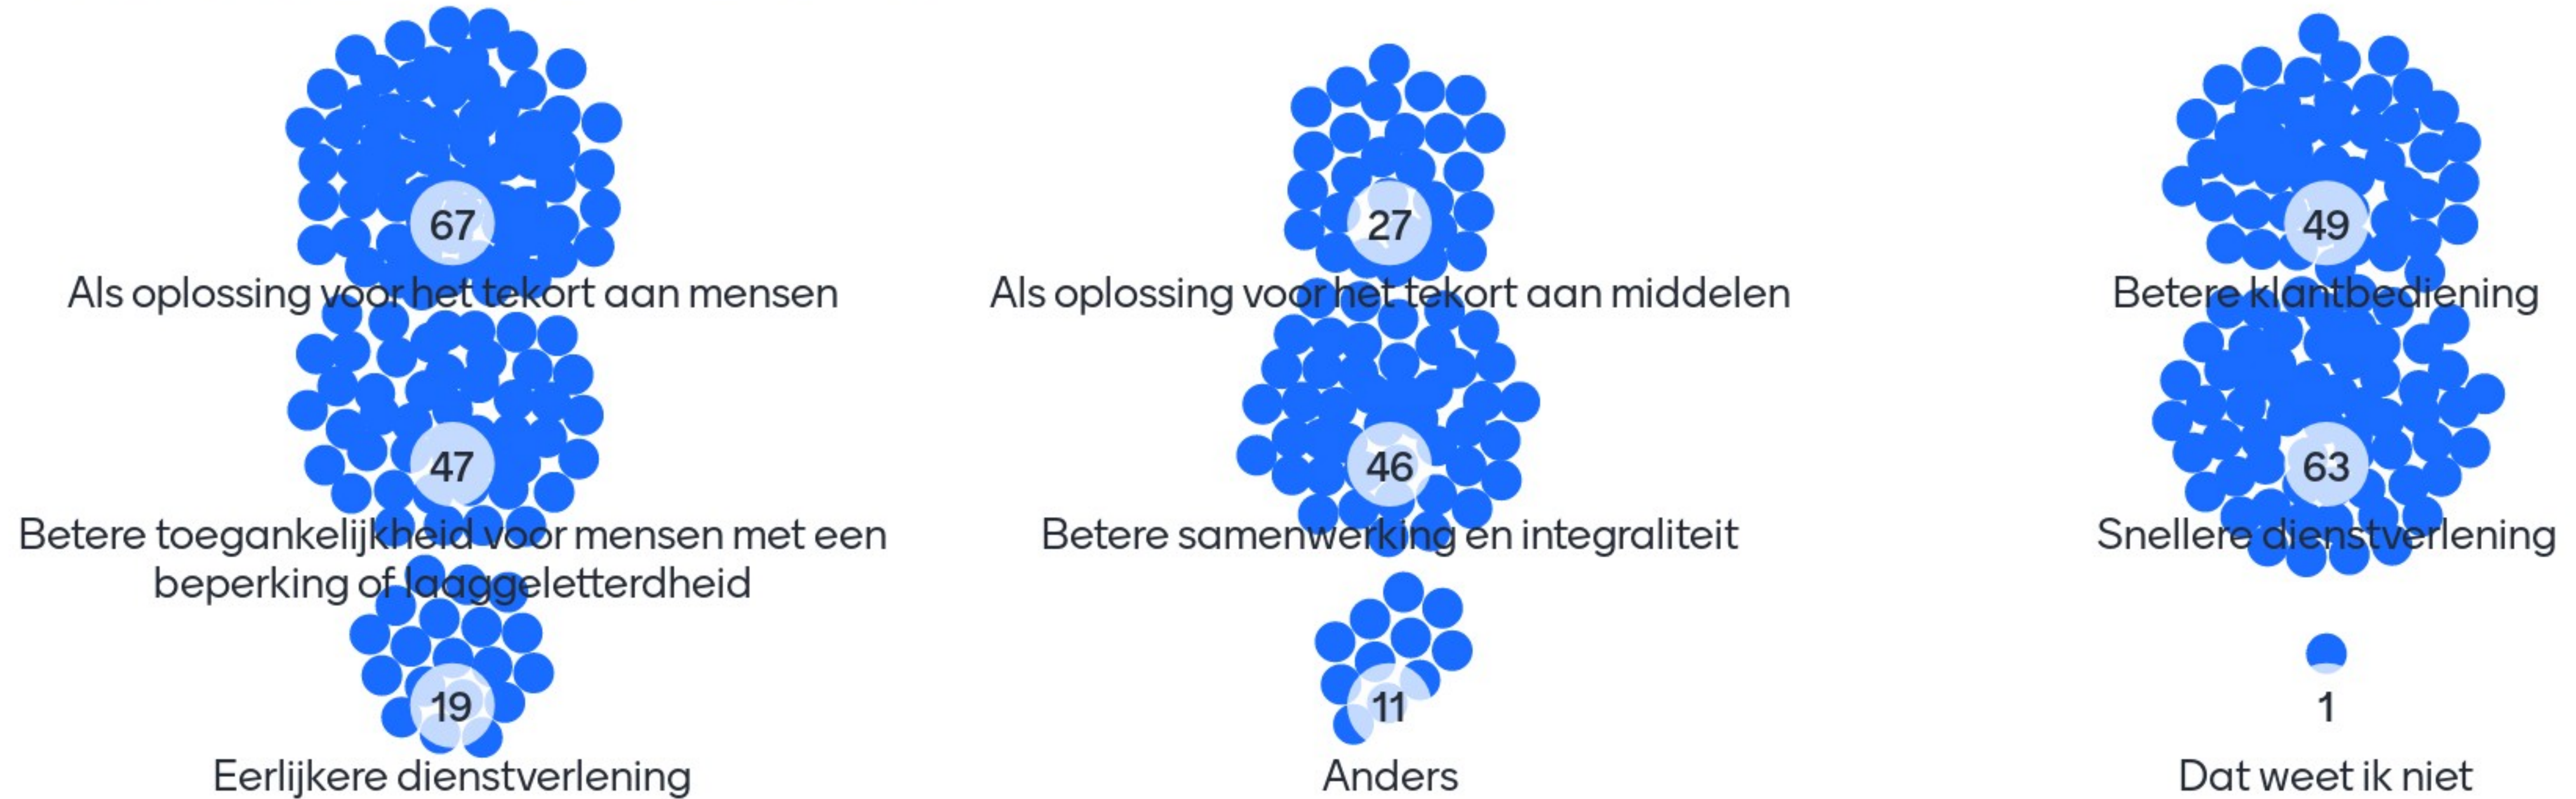 67
Als oplossing voor het tekort aan mensen
27
Als oplossing voor het tekort aan middelen
49
Betere klantbediening
47
Betere toegankelijkheid voor mensen met een
beperking of laaggeletterdheid
46
Betere samenwerking en integraliteit
63
Snellere dienstverlening
19
Eerlijkere dienstverlening
11
Anders
1
Dat weet ik niet